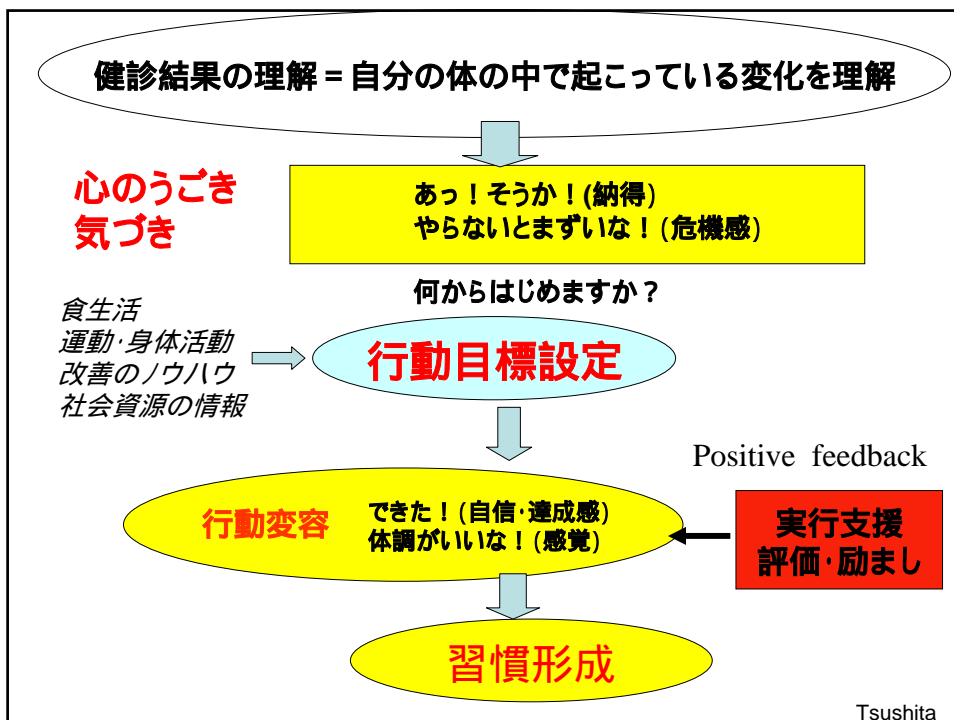 健診結果の理解＝自分の体の中で起こっている変化を理解
心のうごき
気づき
あっ！そうか！(納得)
やらないとまずいな！(危機感)
何からはじめますか？
食生活
運動・身体活動
改善のノウハウ
社会資源の情報
行動目標設定
Positive feedback
行動変容
できた！(自信・達成感)
体調がいいな！(感覚)
実行支援
評価・励まし
習慣形成
Tsushita